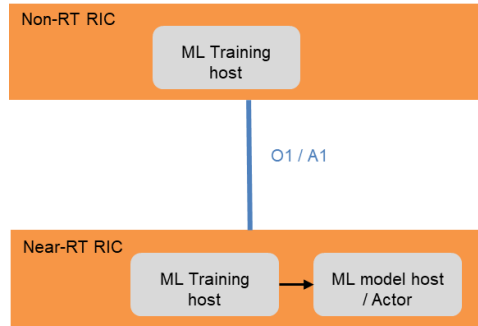 Non-RT RIC
ML Training
host
O1 / A1
Near-RT RIC
ML Training
host
ML model host
/ Actor